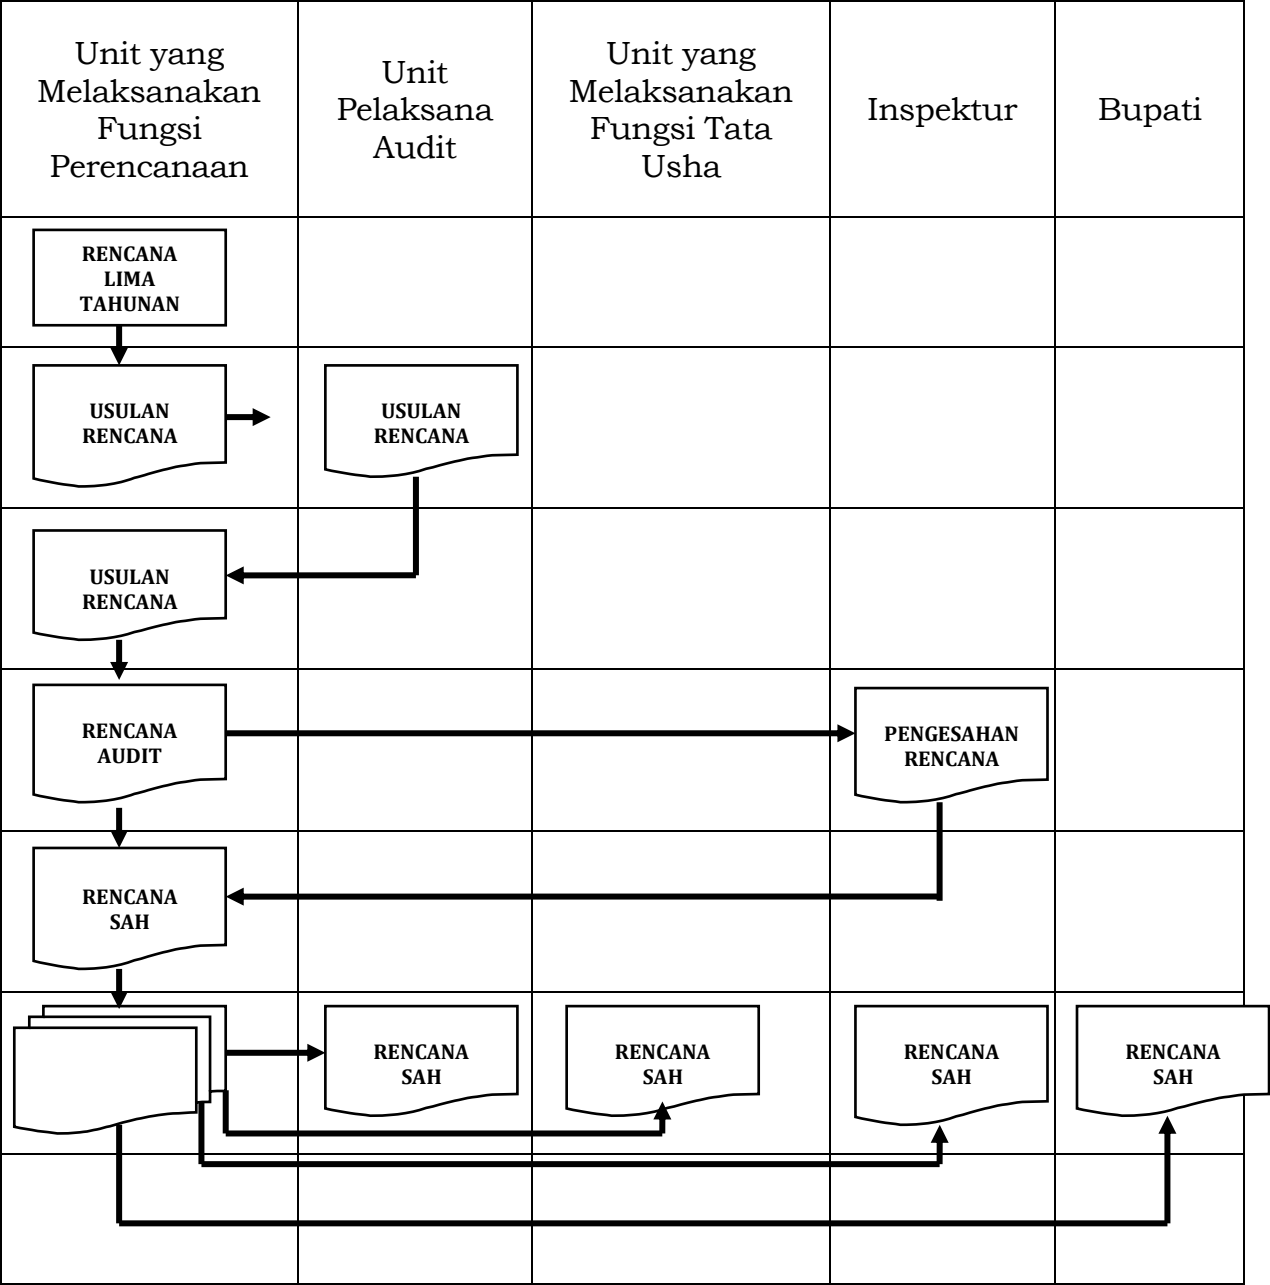 Unit yang
Melaksanakan
Fungsi
Perencanaan
Unit
Pelaksana
Audit
Unit yang
Melaksanakan
Fungsi Tata
Usha
Inspektur
Bupati
RENCANA
LIMA
TAHUNAN
USULAN
RENCANA
USULAN
RENCANA
USULAN
RENCANA
RENCANA
AUDIT
PENGESAHAN
RENCANA
RENCANA
SAH
RENCANA
SAH
RENCANA
SAH
RENCANA
SAH
RENCANA
SAH